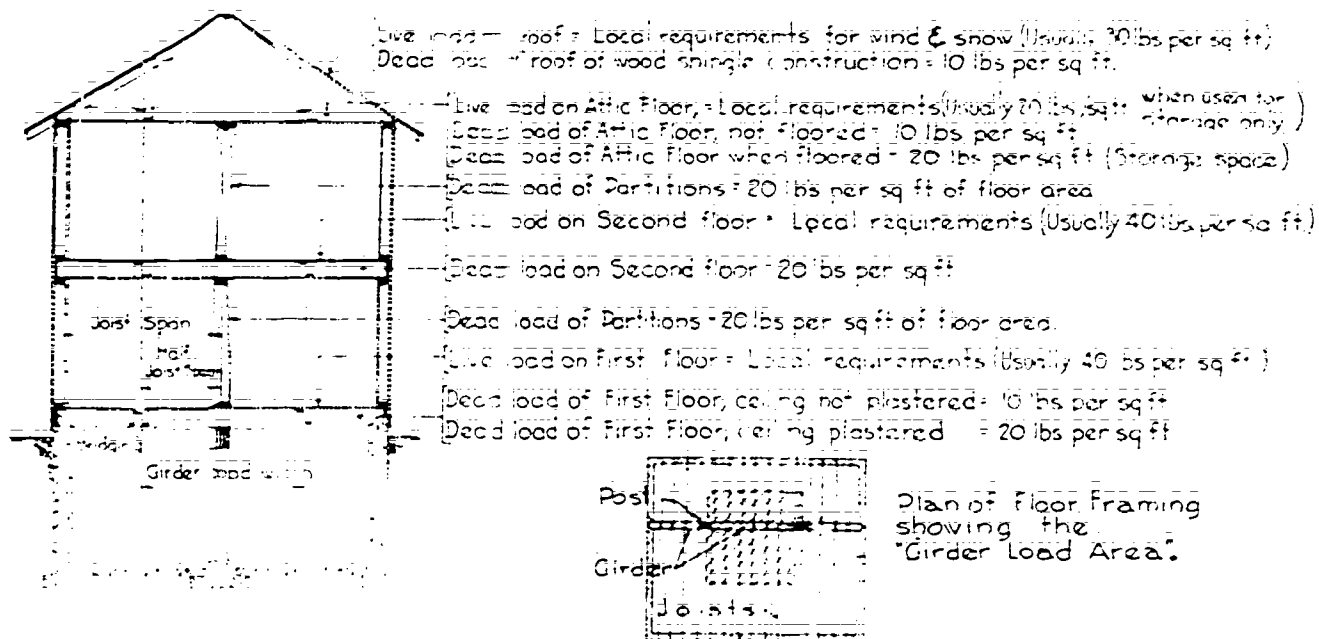 Live load on roof = Local requirements for wind & snow (Usually 30 lbs per sq ft)
Dead load of roof of wood shingle construction = 10 lbs per sq ft.
Live load on Attic Floor, = Local requirements (Usually 20 lbs/sq ft when used for storage only)
Dead load of Attic Floor, not floored = 10 lbs per sq ft
Dead load of Attic Floor when floored = 20 lbs per sq ft (Storage space)
Dead load of Partitions = 20 lbs per sq ft of floor area
Live load on Second floor = Local requirements (Usually 40 lbs per sq ft)
Dead load on Second floor = 20 lbs per sq ft
Joist Span
Dead load of Partitions = 20 lbs per sq ft of floor area.
Half
Joist Span
Live load on First Floor = Local requirements (Usually 40 lbs per sq ft)
Dead load of First Floor, ceiling not plastered = 10 lbs per sq ft
Dead load of First Floor, ceiling plastered = 20 lbs per sq ft
Girder load width
Post
Girder
Joists
Plan of Floor Framing
showing the
"Girder Load Area".